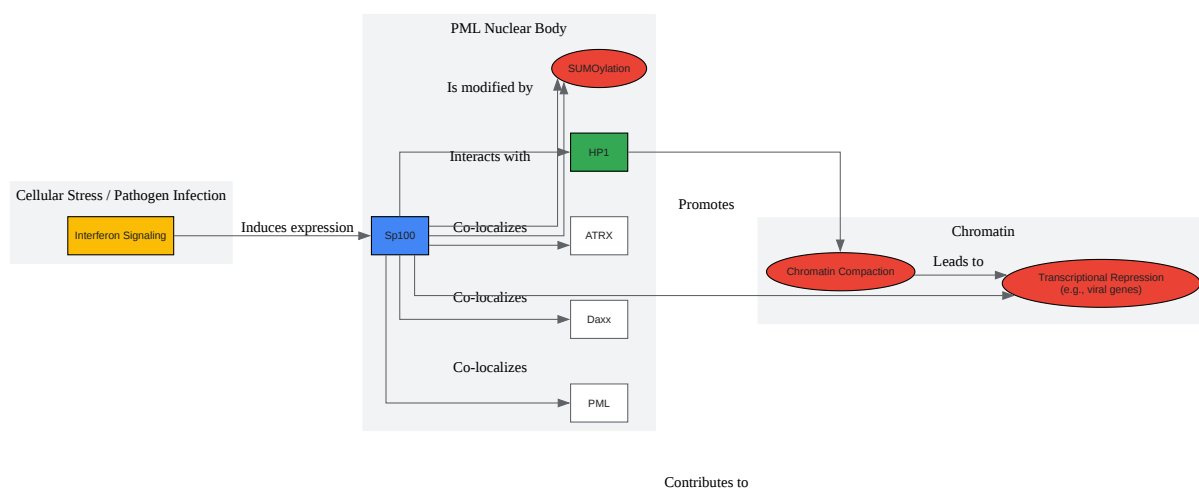 PML Nuclear Body
SUMOylation
Is modified by
HP1
Interacts with
Cellular Stress / Pathogen Infection
Promotes
Interferon Signaling
Induces expression
Sp100
Co-localizes
ATRX
Chromatin
Chromatin Compaction
Leads to
Transcriptional Repression
(e.g., viral genes)
Co-localizes
Daxx
Co-localizes
PML
Contributes to